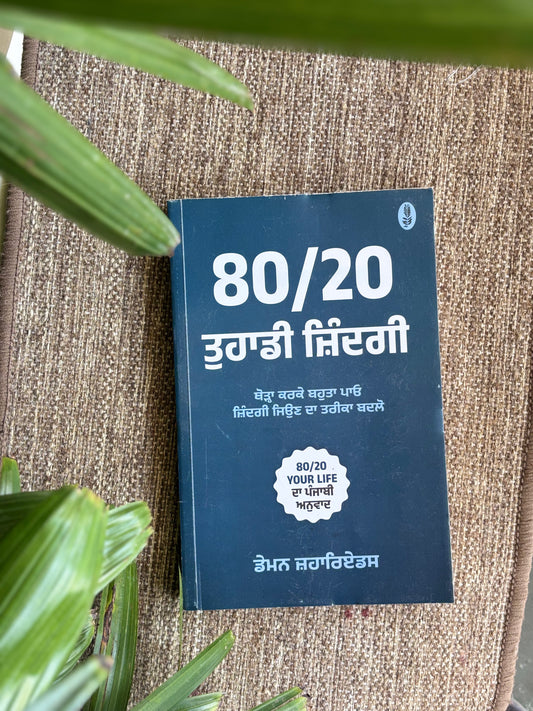 80/20
ਤੁਹਾਡੀ ਜ਼ਿੰਦਗੀ
ਥੋੜ੍ਹਾ ਕਰਕੇ ਬਹੁਤਾ ਪਾਓ
ਜ਼ਿੰਦਗੀ ਜਿਉਣ ਦਾ ਤਰੀਕਾ ਬਦਲੋ
80/20
YOUR LIFE
ਦਾ ਪੰਜਾਬੀ
ਅਨੁਵਾਦ
ਡੇਮਨ ਜ਼ਹਾਰਿਏਡਸ